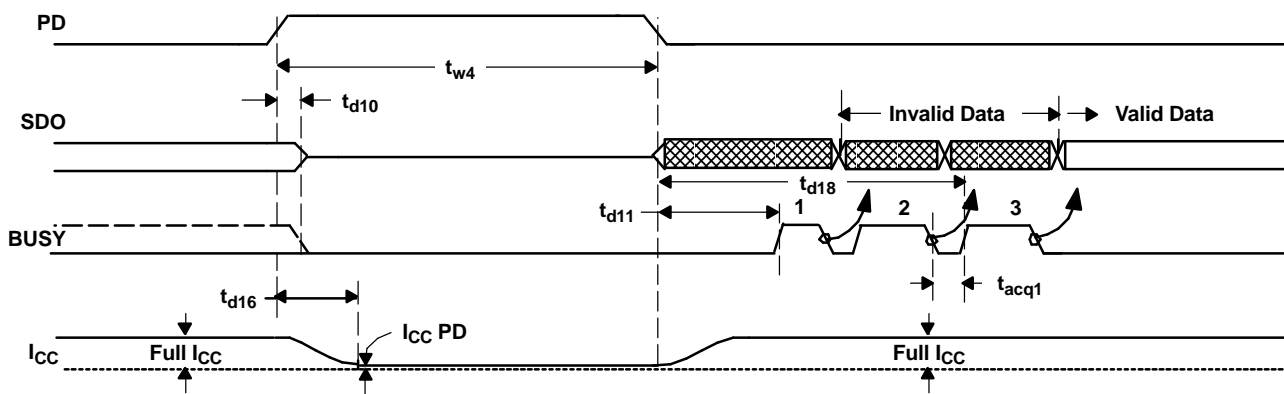 PD
tw4
td10
SDO
Invalid Data
Valid Data
td18
td11
1
2
3
BUSY
td16
tacq1
ICC PD
ICC
Full ICC
Full ICC